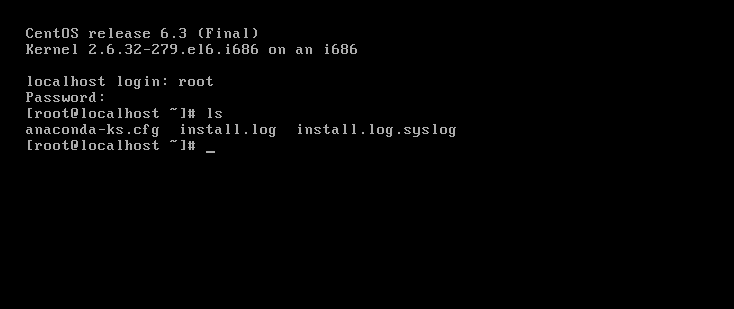 CentOS release 6.3 (Final)
Kernel 2.6.32-279.el6.i686 on an i686
localhost login: root
Password:
[root@localhost ~]# ls
anaconda-ks.cfg  install.log  install.log.syslog
[root@localhost ~]# _